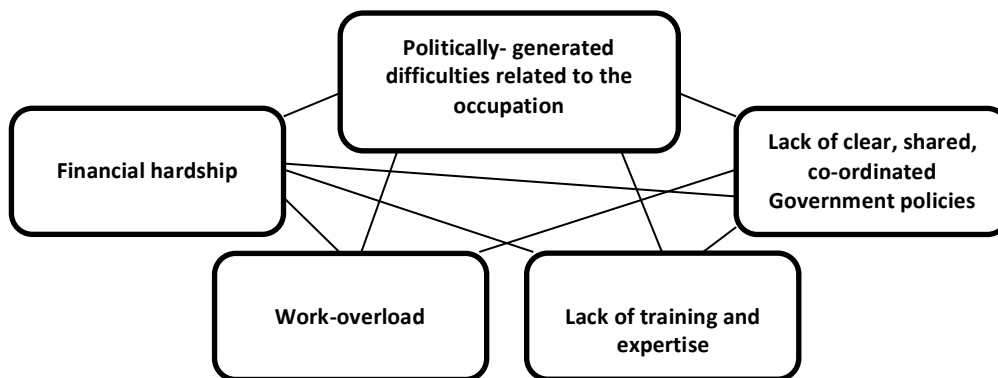 Politically- generated
difficulties related to the
occupation
Financial hardship
Lack of clear, shared,
co-ordinated
Government policies
Work-overload
Lack of training and
expertise